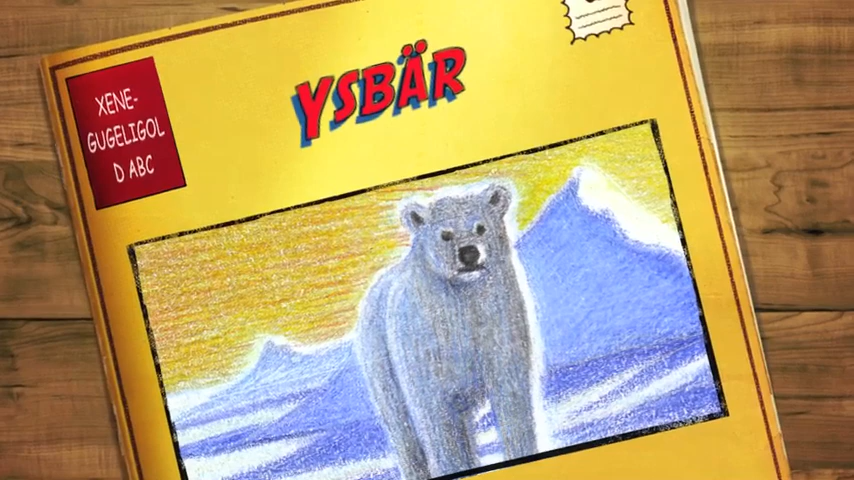 YSBÄR
XENE-
GUGELIGOL
D ABC